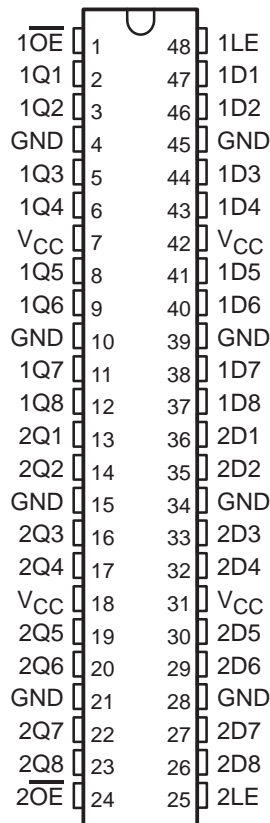 1O̅E̅ 1 48 1LE
1Q1 2 47 1D1
1Q2 3 46 1D2
GND 4 45 GND
1Q3 5 44 1D3
1Q4 6 43 1D4
VCC 7 42 VCC
1Q5 8 41 1D5
1Q6 9 40 1D6
GND 10 39 GND
1Q7 11 38 1D7
1Q8 12 37 1D8
2Q1 13 36 2D1
2Q2 14 35 2D2
GND 15 34 GND
2Q3 16 33 2D3
2Q4 17 32 2D4
VCC 18 31 VCC
2Q5 19 30 2D5
2Q6 20 29 2D6
GND 21 28 GND
2Q7 22 27 2D7
2Q8 23 26 2D8
2O̅E̅ 24 25 2LE